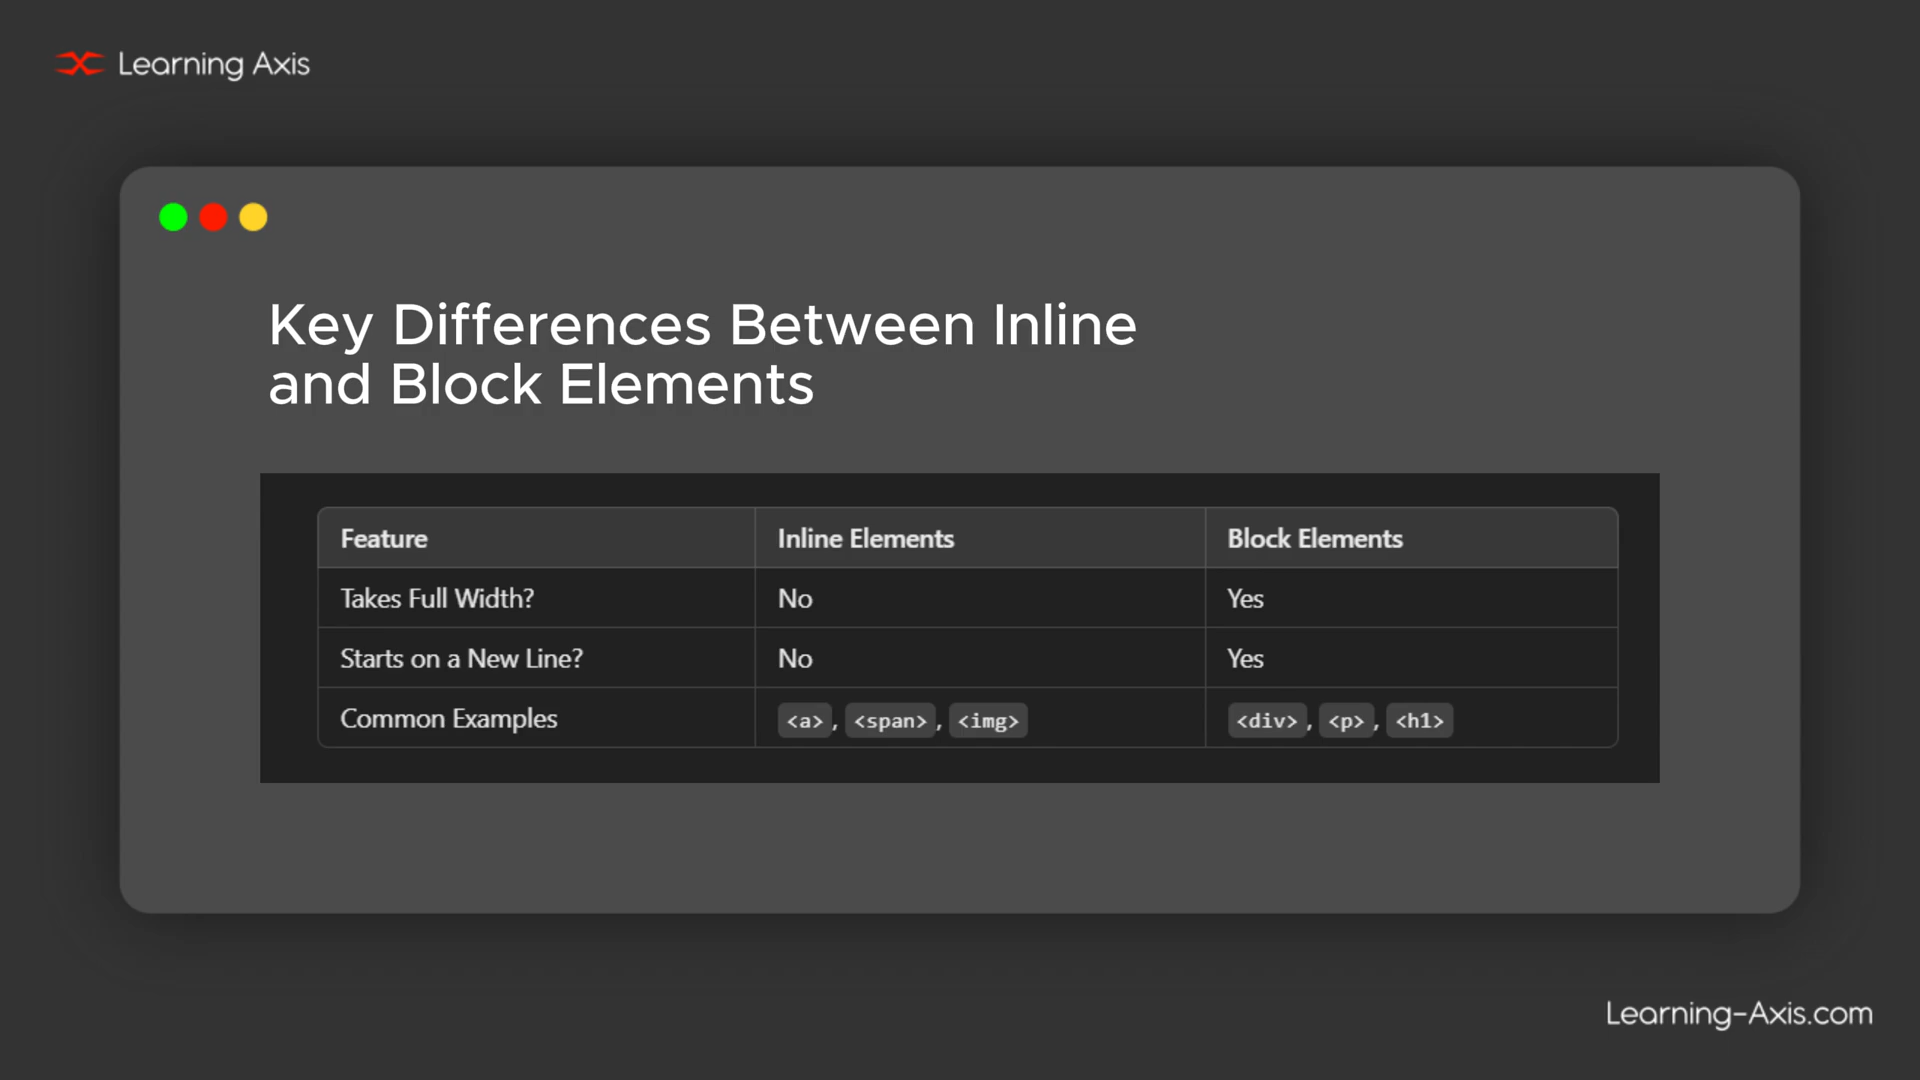 Learning Axis
Key Differences Between Inline
and Block Elements
Feature Inline Elements Block Elements
Takes Full Width? No Yes
Starts on a New Line? No Yes
Common Examples <a>, <span>, <img> <div>, <p>, <h1>
Learning-Axis.com